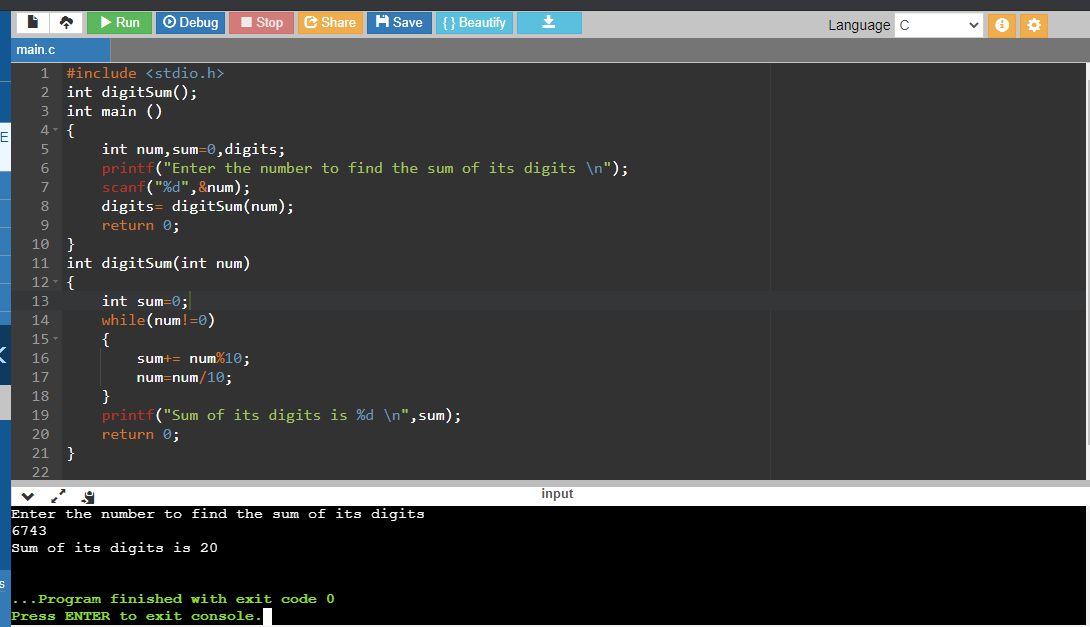 Run Debug Stop Share Save { } Beautify Language C
main.c
1 #include <stdio.h>
2 int digitSum();
3 int main ()
4 {
5 int num,sum=0,digits;
6 printf("Enter the number to find the sum of its digits \n");
7 scanf("%d",&num);
8 digits= digitSum(num);
9 return 0;
10 }
11 int digitSum(int num)
12 {
13 int sum=0;
14 while(num!=0)
15 {
16 sum+= num%10;
17 num=num/10;
18 }
19 printf("Sum of its digits is %d \n",sum);
20 return 0;
21 }
22
input
Enter the number to find the sum of its digits
6743
Sum of its digits is 20
...Program finished with exit code 0
Press ENTER to exit console.